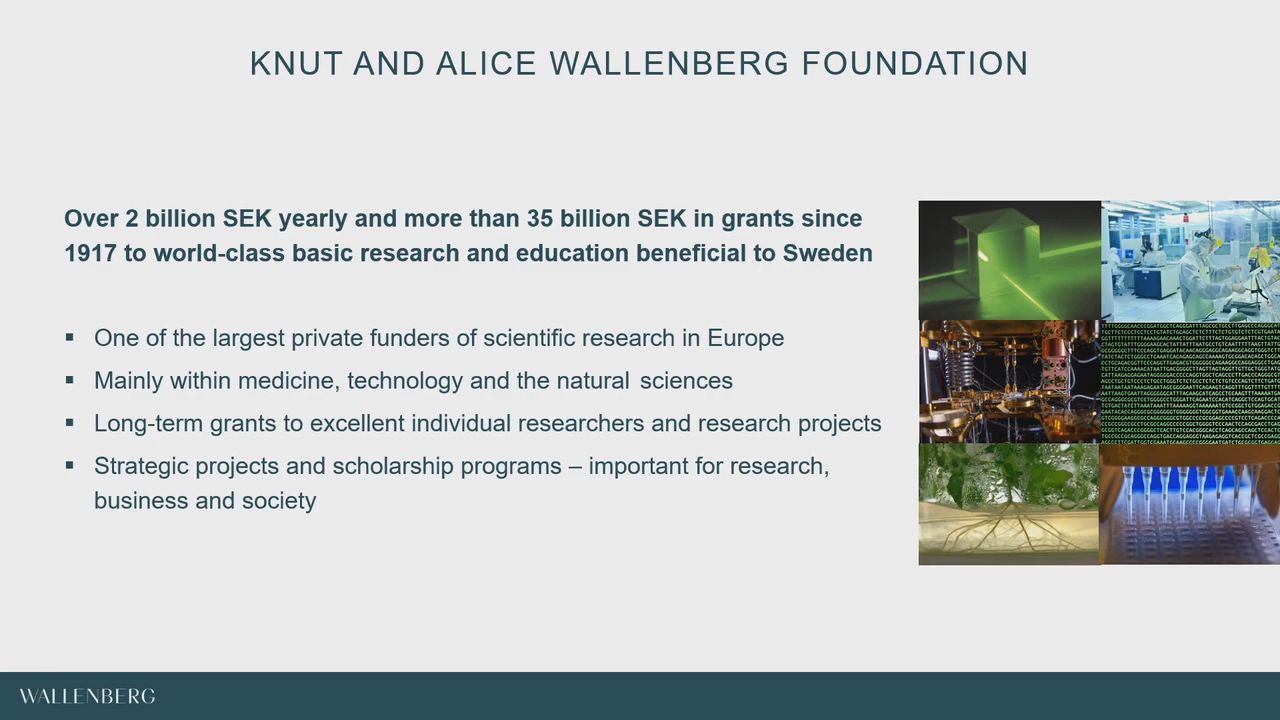 KNUT AND ALICE WALLENBERG FOUNDATION
Over 2 billion SEK yearly and more than 35 billion SEK in grants since
1917 to world-class basic research and education beneficial to Sweden
▪ One of the largest private funders of scientific research in Europe
▪ Mainly within medicine, technology and the natural sciences
▪ Long-term grants to excellent individual researchers and research projects
▪ Strategic projects and scholarship programs – important for research,
business and society
WALLENBERG